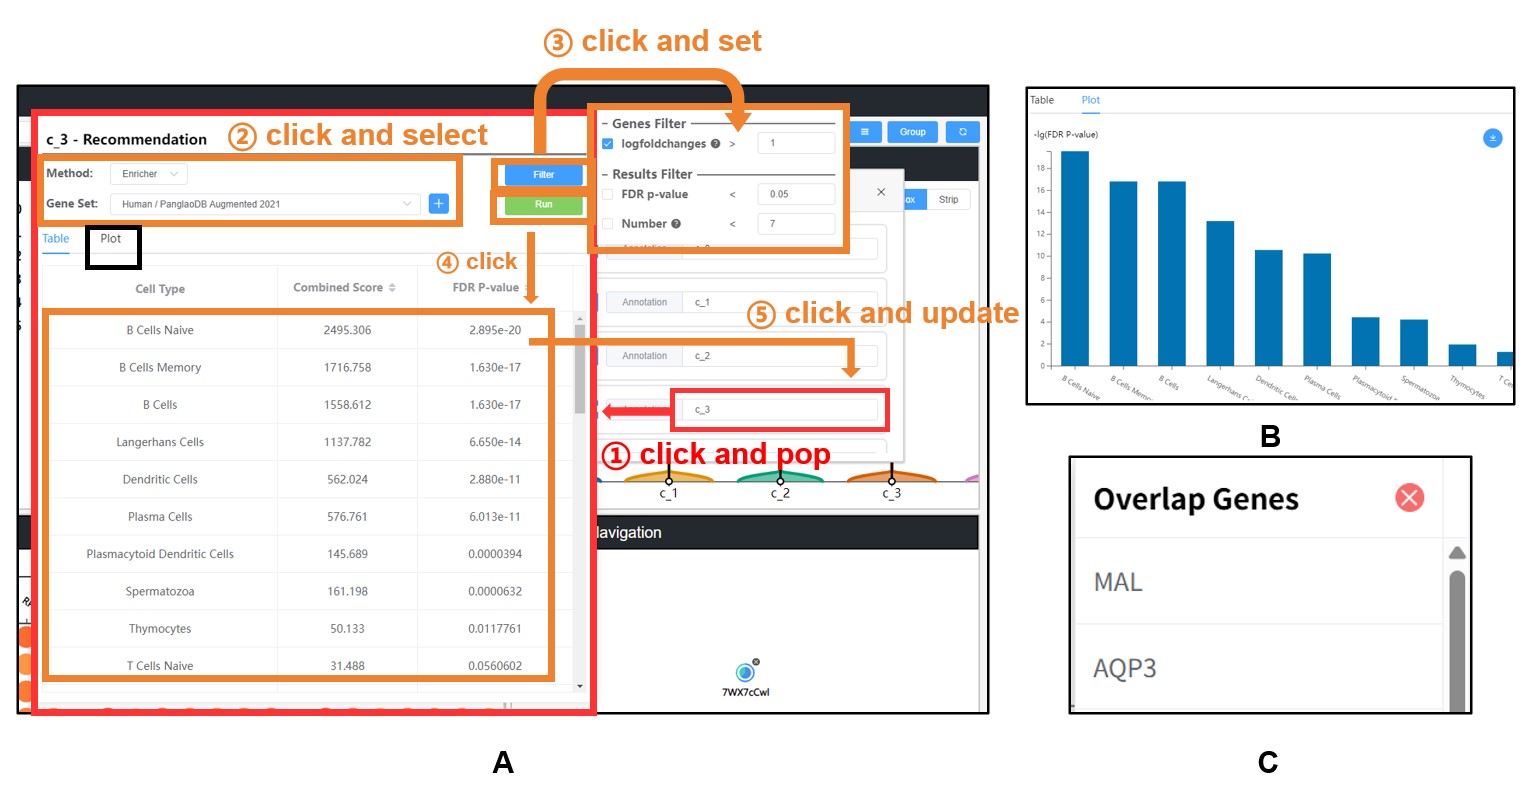 ③ click and set
c_3 - Recommendation
② click and select
Method:
Enricher
Gene Set:
Human / PanglaoDB Augmented 2021
+
Filter
Run
Table
Plot
④ click
Cell Type
Combined Score
FDR P-value
B Cells Naive
2495.306
2.895e-20
B Cells Memory
1716.758
1.630e-17
B Cells
1558.612
1.630e-17
Langerhans Cells
1137.782
6.650e-14
Dendritic Cells
562.024
2.880e-11
Plasma Cells
576.761
6.013e-11
Plasmacytoid Dendritic Cells
145.689
0.0000394
Spermatozoa
161.198
0.0000632
Thymocytes
50.133
0.0117761
T Cells Naive
31.488
0.0560602
Genes Filter
logfoldchanges
>
1
Results Filter
FDR p-value
<
0.05
Number
<
7
Group
Strip
Annotation
c_1
⑤ click and update
Annotation
c_2
c_3
① click and pop
c_1
c_2
c_3
7WX7cCwl
A
Table
Plot
-lg(FDR P-value)
18
16
14
12
10
8
6
4
2
0
B Cells Naive
B Cells
Dendritic Cells
Plasma Cells
Spermatozoa
Thymocytes
B
Overlap Genes
MAL
AQP3
C